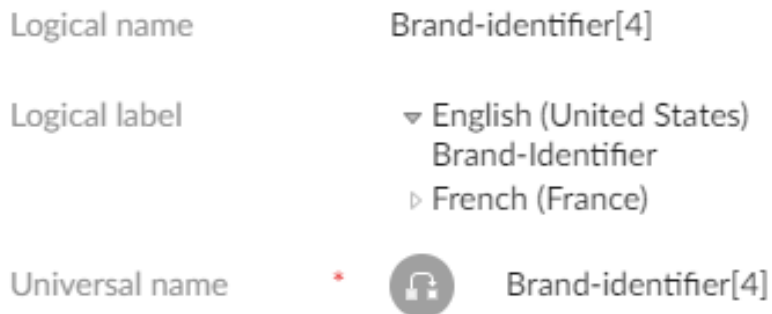 Logical name Brand-identifier[4]
Logical label English (United States)
Brand-Identifier
French (France)
Universal name * Brand-identifier[4]